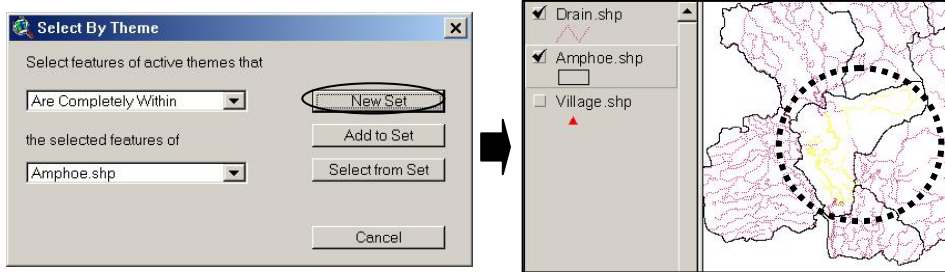 Select By Theme
Select features of active themes that
Are Completely Within
New Set
the selected features of
Add to Set
Amphoe.shp
Select from Set
Cancel
Drain.shp
Amphoe.shp
Village.shp